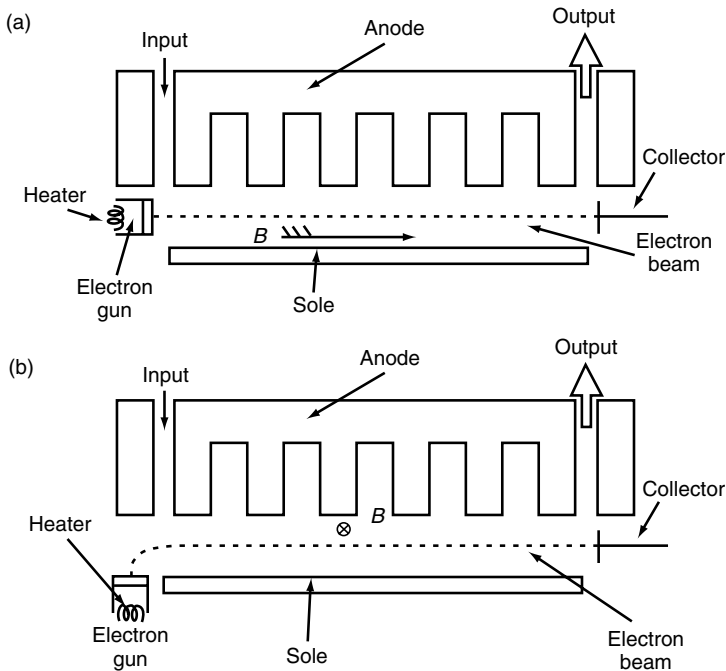 (a)
Input
Anode
Output
Collector
Heater
B
Electron
beam
Electron
gun
Sole
(b)
Input
Anode
Output
Collector
B
Heater
Electron
gun
Sole
Electron
beam